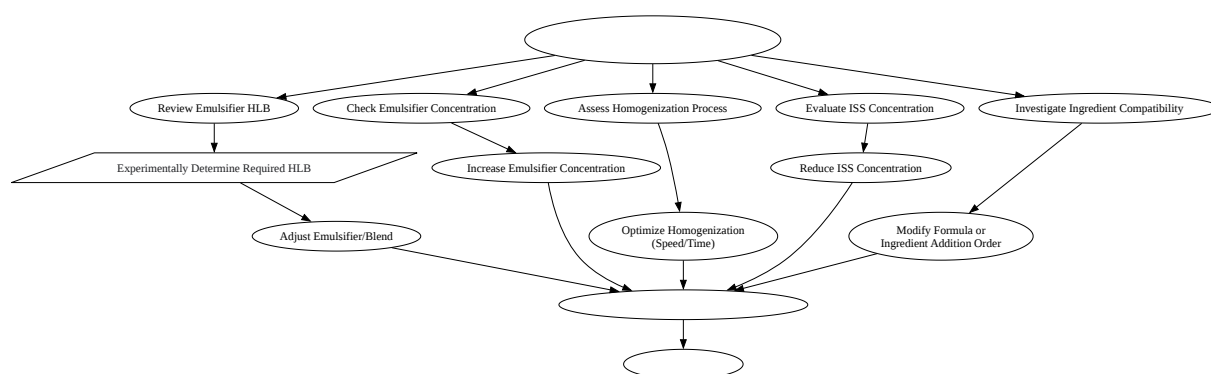 Review Emulsifier HLB
Check Emulsifier Concentration
Assess Homogenization Process
Evaluate ISS Concentration
Investigate Ingredient Compatibility
Experimentally Determine Required HLB
Increase Emulsifier Concentration
Reduce ISS Concentration
Adjust Emulsifier/Blend
Optimize Homogenization
(Speed/Time)
Modify Formula or
Ingredient Addition Order